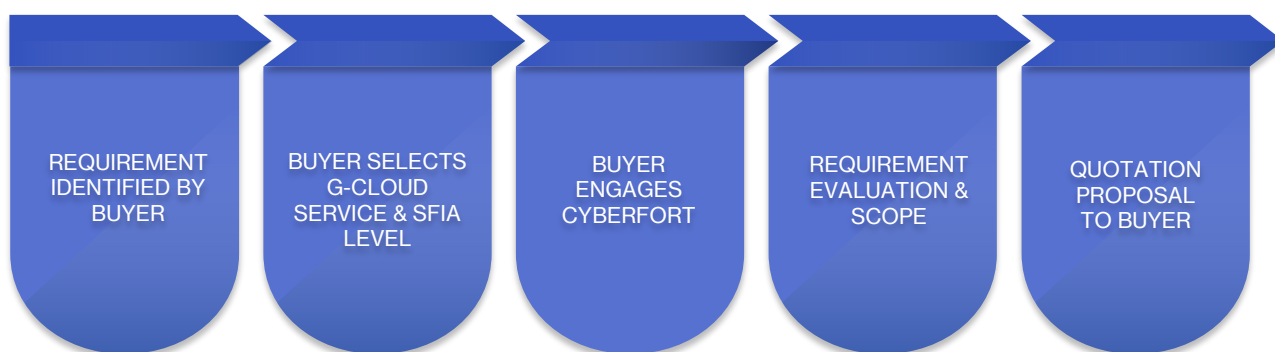 REQUIREMENT
IDENTIFIED BY
BUYER
BUYER SELECTS
G-CLOUD
SERVICE & SFIA
LEVEL
BUYER
ENGAGES
CYBERFORT
REQUIREMENT
EVALUATION &
SCOPE
QUOTATION
PROPOSAL
TO BUYER